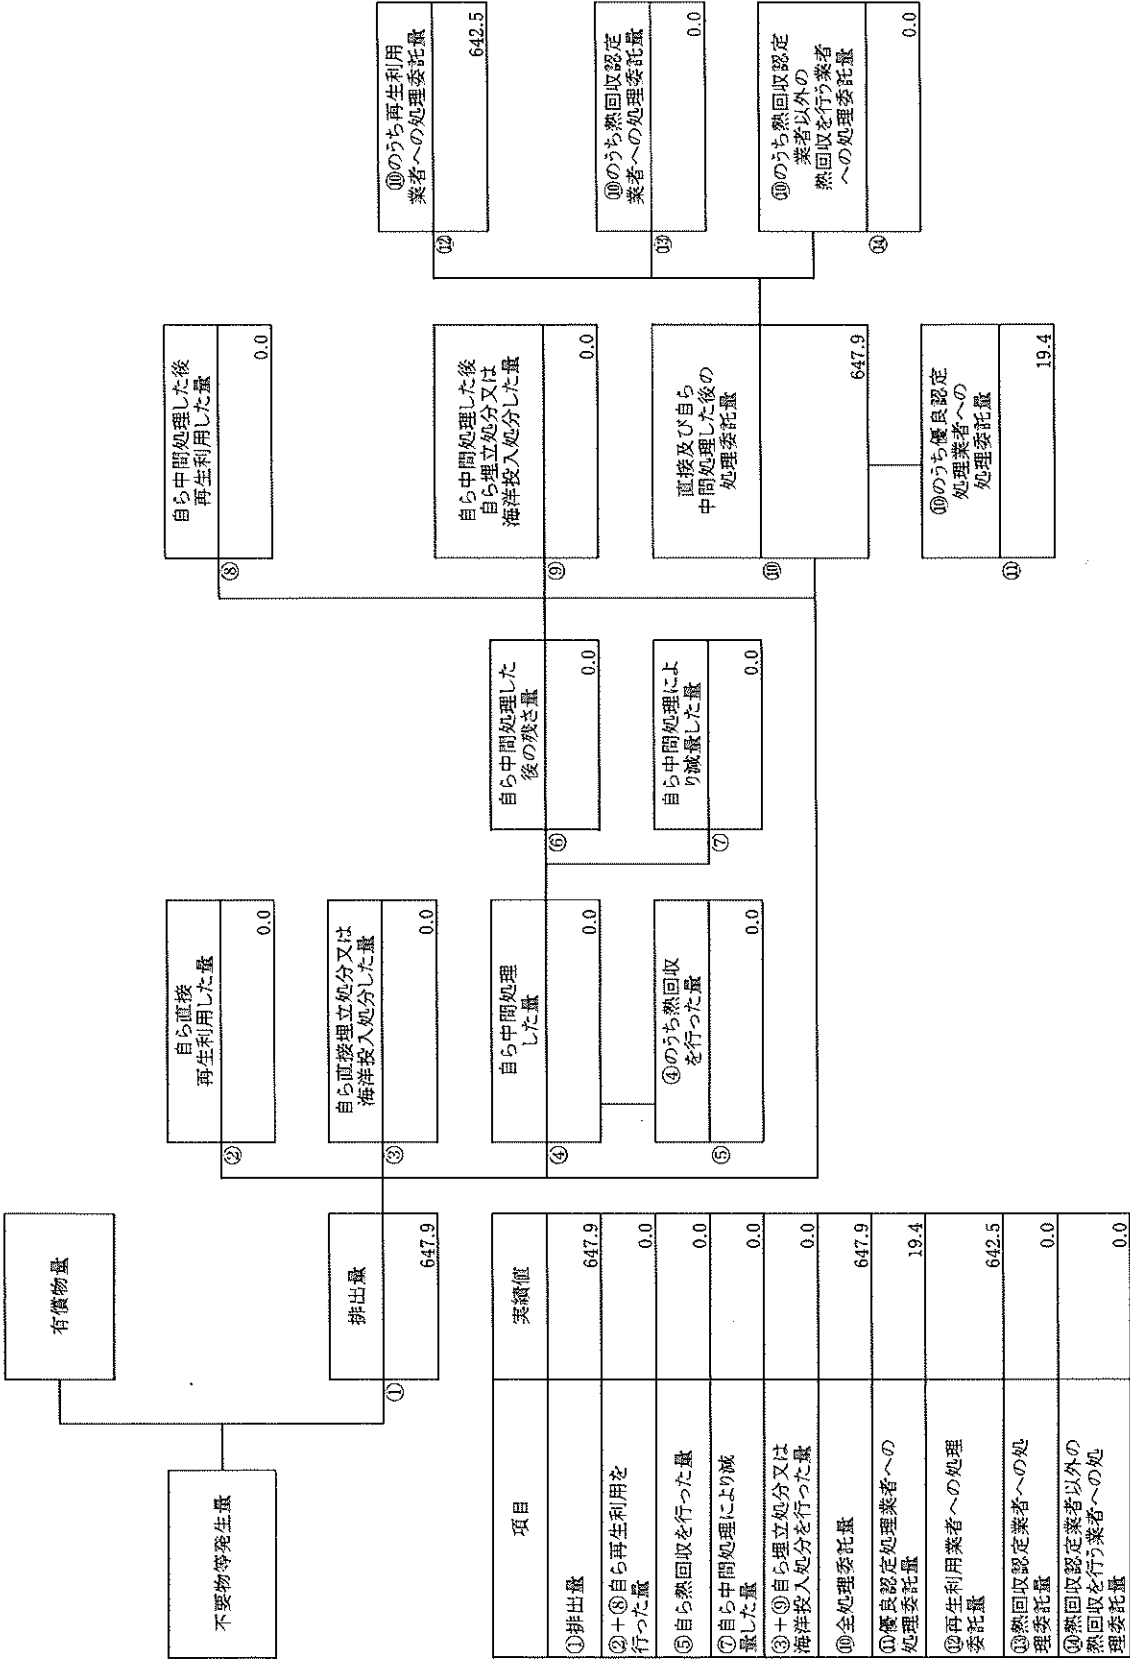 不要物等発生量
有償物量
排出量
①
647.9
自ら直接
再生利用した量
②
0.0
自ら直接埋立処分又は
海洋投入処分した量
③
0.0
自ら中間処理
した量
④
0.0
④のうち熱回収
を行った量
⑤
0.0
自ら中間処理した
後の残さ量
⑥
0.0
自ら中間処理によ
り減量した量
⑦
0.0
自ら中間処理した後
再生利用した量
⑧
0.0
自ら中間処理した後
自ら埋立処分又は
海洋投入処分した量
⑨
0.0
直接及び自ら
中間処理した後の
処理委託量
⑩
647.9
⑩のうち優良認定
処理業者への
処理委託量
⑪
19.4
⑩のうち再生利用
業者への処理委託量
⑫
642.5
⑩のうち熱回収認定
業者への処理委託量
⑬
0.0
⑩のうち熱回収認定
業者以外の
熱回収を行う業者
への処理委託量
⑭
0.0
項目 実績値
①排出量 647.9
②+⑧自ら再生利用を
行った量 0.0
⑤自ら熱回収を行った量 0.0
⑦自ら中間処理により減
量した量 0.0
③+⑨自ら埋立処分又は
海洋投入処分を行った量 0.0
⑩全処理委託量 647.9
⑪優良認定処理業者への
処理委託量 19.4
⑫再生利用業者への処理
委託量 642.5
⑬熱回収認定業者への処
理委託量 0.0
⑭熱回収認定業者以外の
熱回収を行う業者への処
理委託量 0.0